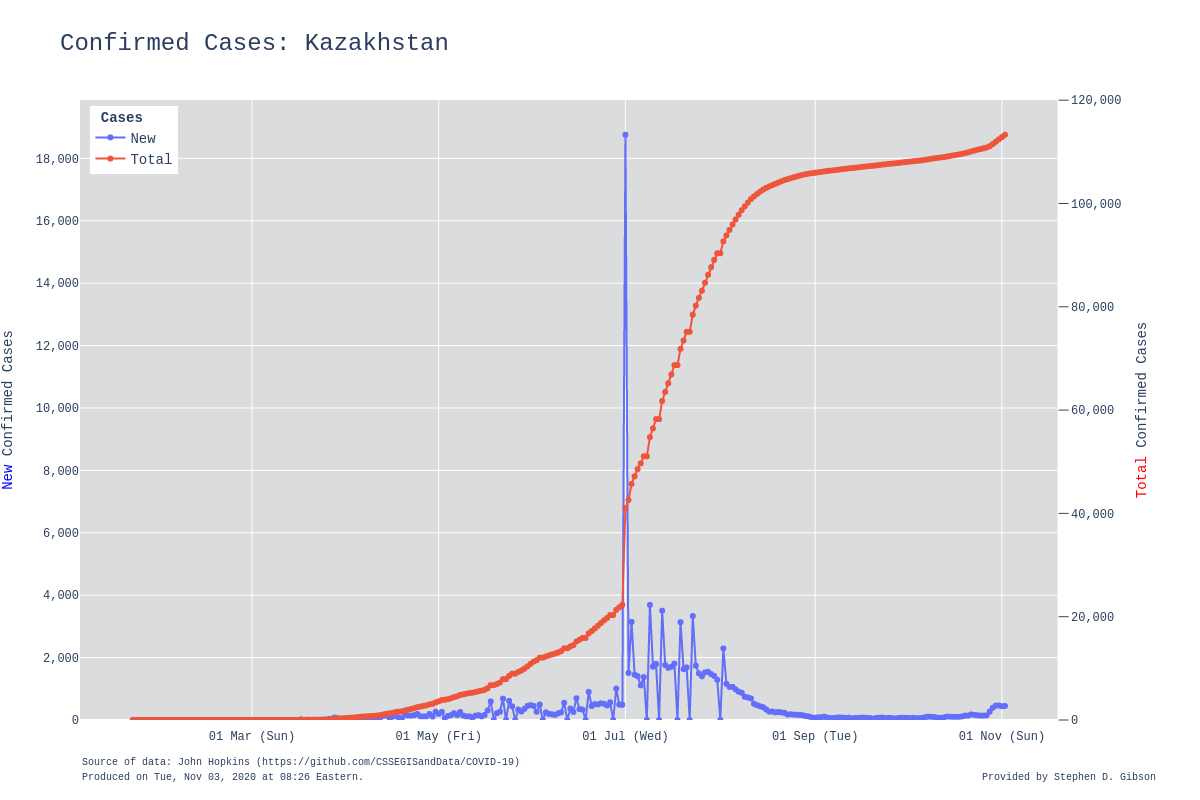 Confirmed Cases: Kazakhstan
Cases
New
Total
120,000
100,000
80,000
60,000
40,000
20,000
0
18,000
16,000
14,000
12,000
10,000
8,000
6,000
4,000
2,000
0
New Confirmed Cases
Total Confirmed Cases
01 Mar (Sun)
01 May (Fri)
01 Jul (Wed)
01 Sep (Tue)
01 Nov (Sun)
Source of data: John Hopkins (https://github.com/CSSEGISandData/COVID-19)
Produced on Tue, Nov 03, 2020 at 08:26 Eastern.
Provided by Stephen D. Gibson